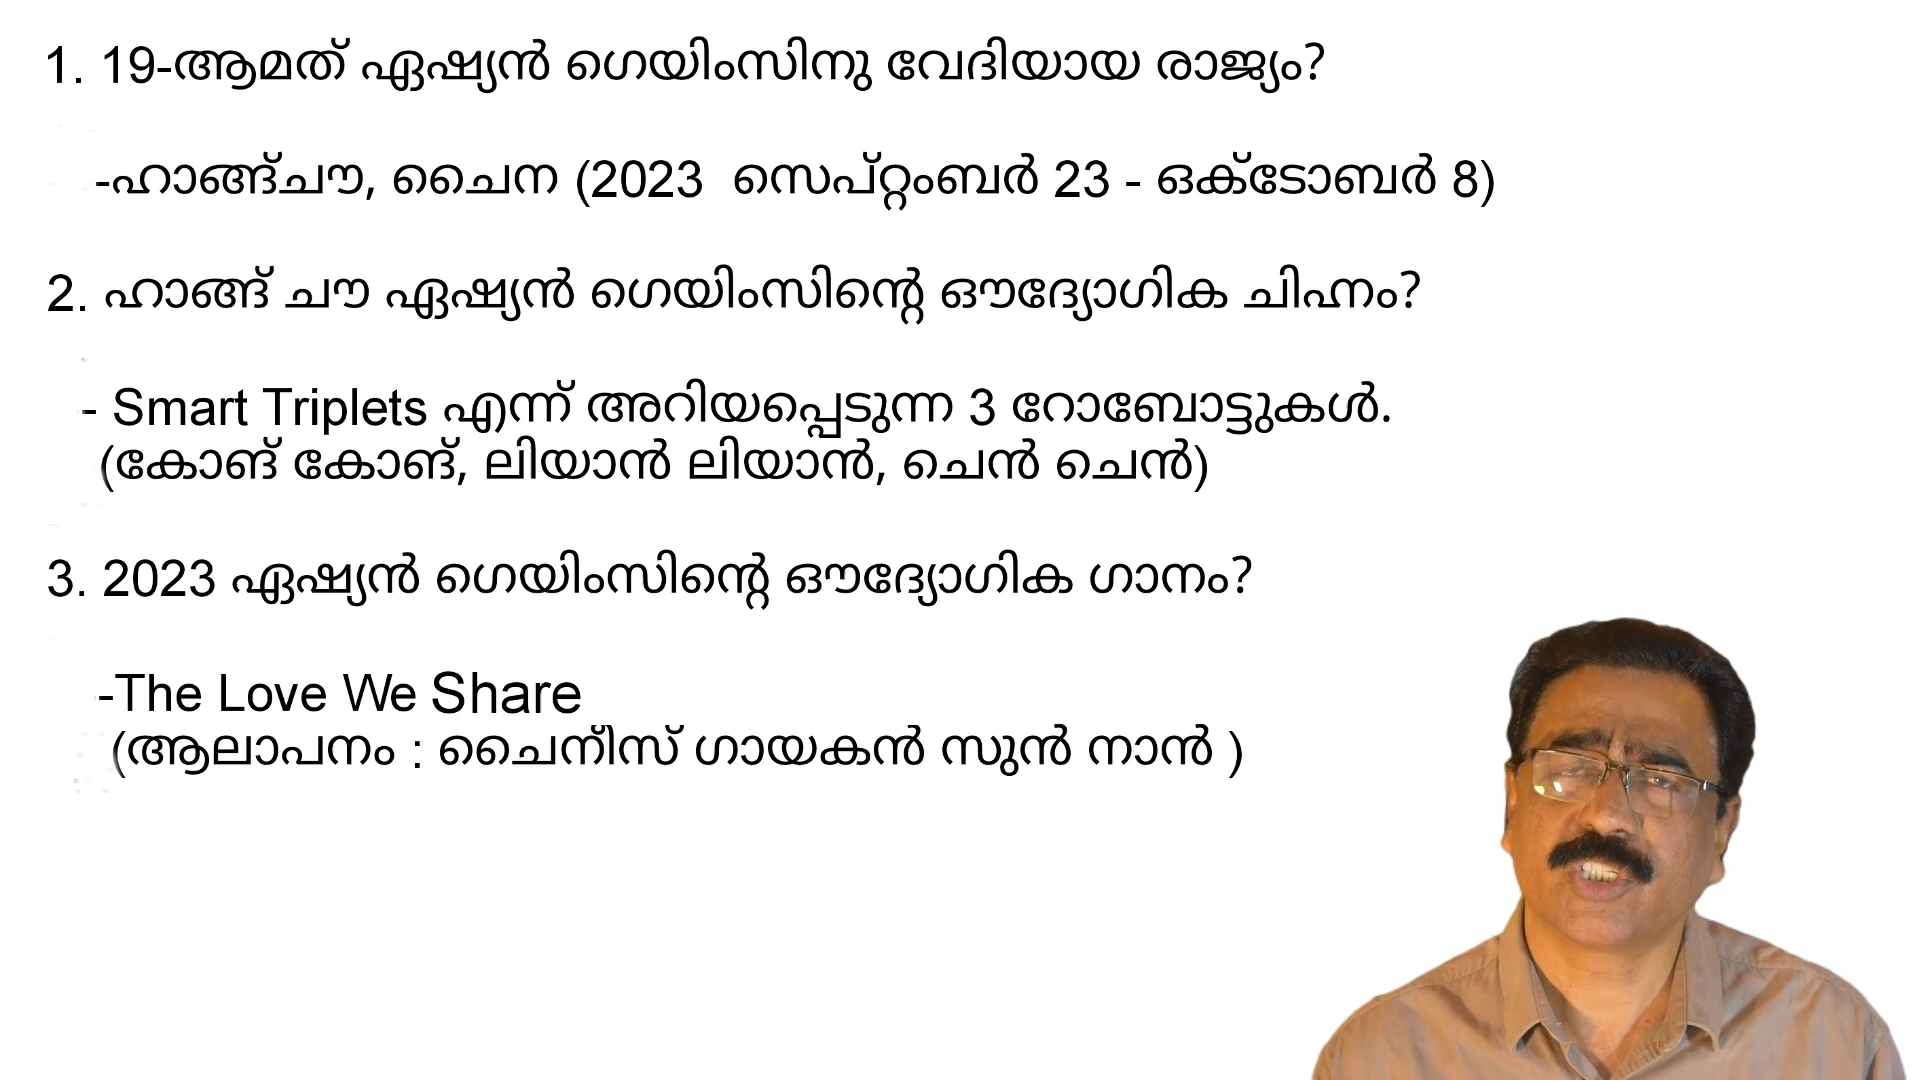 1. 19-ആമത് ഏഷ്യൻ ഗെയിംസിനു വേദിയായ രാജ്യം?
-ഹാങ്ങ്ചൗ, ചൈന (2023 സെപ്റ്റംബർ 23 - ഒക്ടോബർ 8)
2. ഹാങ്ങ് ചൗ ഏഷ്യൻ ഗെയിംസിന്റെ ഔദ്യോഗിക ചിഹ്നം?
- Smart Triplets എന്ന് അറിയപ്പെടുന്ന 3 റോബോട്ടുകൾ.
(കോങ് കോങ്, ലിയാൻ ലിയാൻ, ചെൻ ചെൻ)
3. 2023 ഏഷ്യൻ ഗെയിംസിന്റെ ഔദ്യോഗിക ഗാനം?
-The Love We Share
(ആലാപനം : ചൈനീസ് ഗായകൻ സുൻ നാൻ )